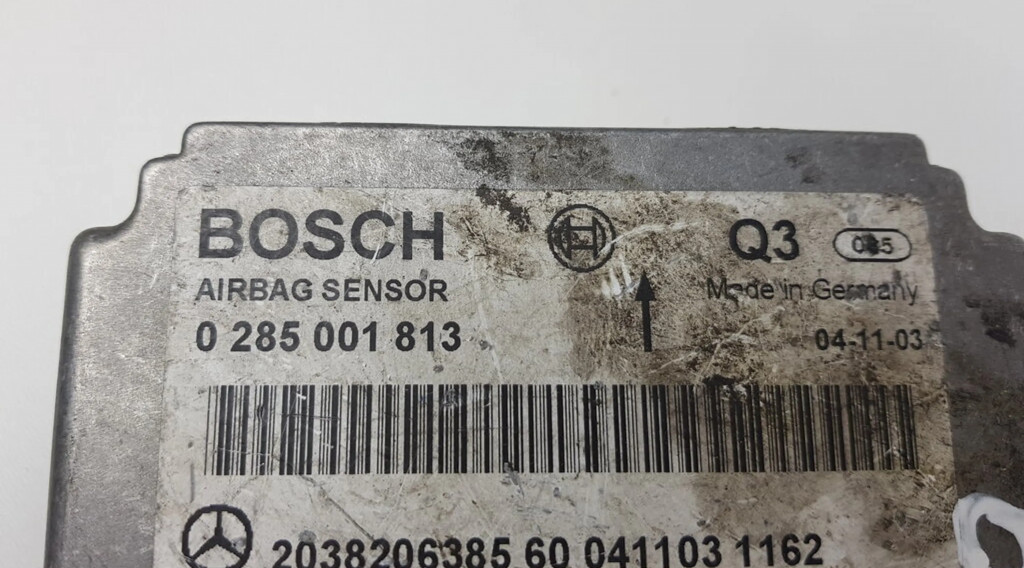 BOSCH Q3
AIRBAG SENSOR Made in Germany
0 285 001 813 04-11-03
2038206385 60 041103 1162